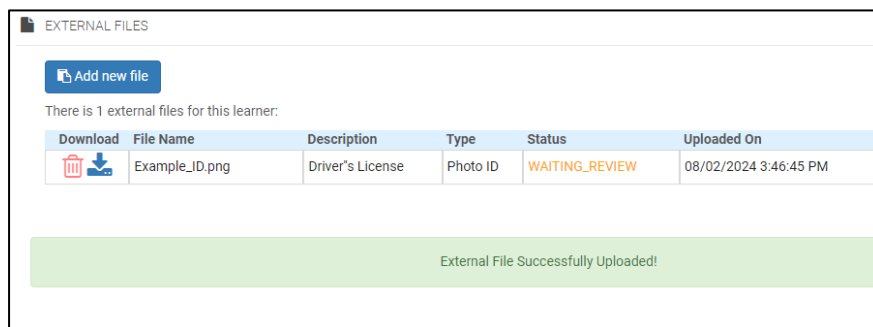 EXTERNAL FILES
Add new file
There is 1 external files for this learner:
Download File Name Description Type Status Uploaded On
Example_ID.png Driver"s License Photo ID WAITING_REVIEW 08/02/2024 3:46:45 PM
External File Successfully Uploaded!